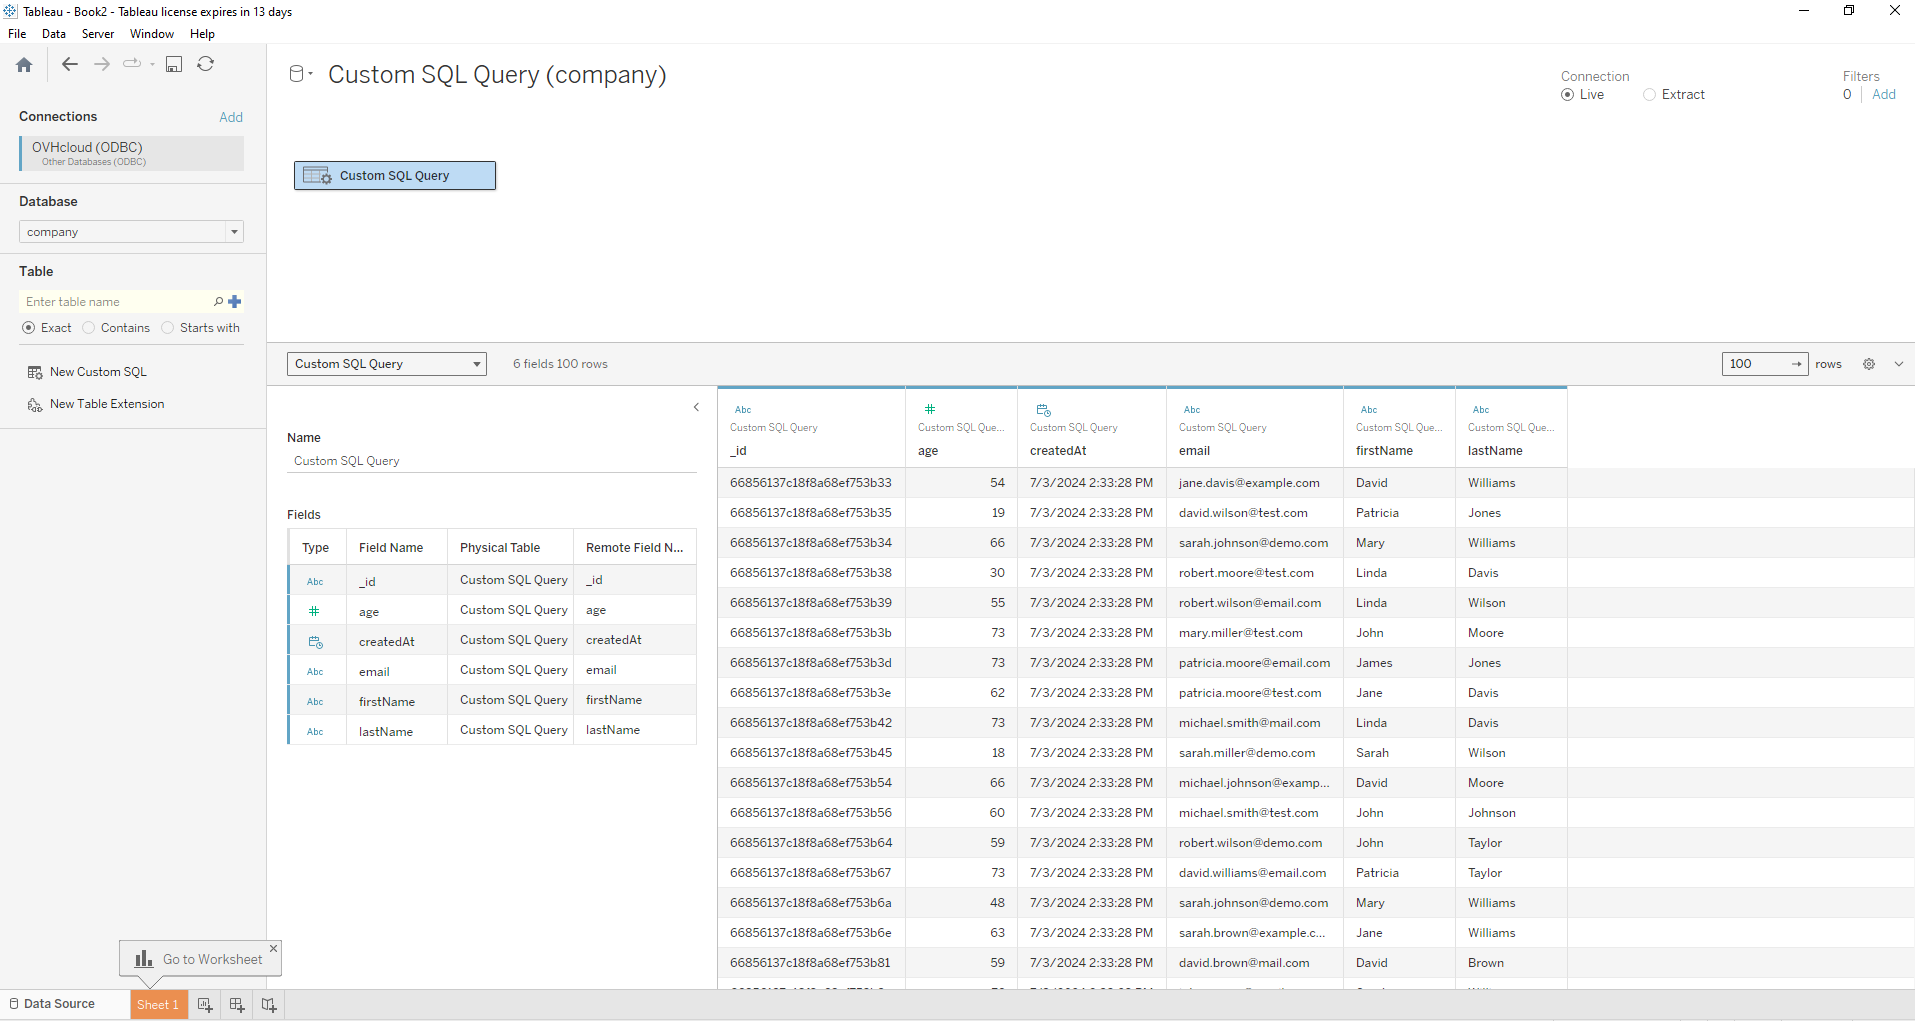 Tableau - Book2 - Tableau license expires in 13 days
File Data Server Window Help
Custom SQL Query (company)
Connection
Live
Extract
Filters
0
Add
Connections
Add
OVHcloud (ODBC)
Other Databases (ODBC)
Database
company
Table
Enter table name
Exact
Contains
Starts with
New Custom SQL
New Table Extension
Custom SQL Query
Custom SQL Query
6 fields 100 rows
100
rows
Name
Custom SQL Query
Fields
Type Field Name Physical Table Remote Field N...
Abc _id Custom SQL Query _id
age Custom SQL Query age
createdAt Custom SQL Query createdAt
Abc email Custom SQL Query email
Abc firstName Custom SQL Query firstName
Abc lastName Custom SQL Query lastName
Abc Abc Abc Abc
Custom SQL Query Custom SQL Que... Custom SQL Query Custom SQL Query Custom SQL Que... Custom SQL Que...
_id age createdAt email firstName lastName
66856137c18f8a68ef753b33 54 7/3/2024 2:33:28 PM jane.davis@example.com David Williams
66856137c18f8a68ef753b35 19 7/3/2024 2:33:28 PM david.wilson@test.com Patricia Jones
66856137c18f8a68ef753b34 66 7/3/2024 2:33:28 PM sarah.johnson@demo.com Mary Williams
66856137c18f8a68ef753b38 30 7/3/2024 2:33:28 PM robert.moore@test.com Linda Davis
66856137c18f8a68ef753b39 55 7/3/2024 2:33:28 PM robert.wilson@email.com Linda Wilson
66856137c18f8a68ef753b3b 73 7/3/2024 2:33:28 PM mary.miller@test.com John Moore
66856137c18f8a68ef753b3d 73 7/3/2024 2:33:28 PM patricia.moore@email.com James Jones
66856137c18f8a68ef753b3e 62 7/3/2024 2:33:28 PM patricia.moore@test.com Jane Davis
66856137c18f8a68ef753b42 73 7/3/2024 2:33:28 PM michael.smith@mail.com Linda Davis
66856137c18f8a68ef753b45 18 7/3/2024 2:33:28 PM sarah.miller@demo.com Sarah Wilson
66856137c18f8a68ef753b54 66 7/3/2024 2:33:28 PM michael.johnson@examp... David Moore
66856137c18f8a68ef753b56 60 7/3/2024 2:33:28 PM michael.smith@test.com John Johnson
66856137c18f8a68ef753b64 59 7/3/2024 2:33:28 PM robert.wilson@demo.com John Taylor
66856137c18f8a68ef753b67 73 7/3/2024 2:33:28 PM david.williams@email.com Patricia Taylor
66856137c18f8a68ef753b6a 48 7/3/2024 2:33:28 PM sarah.johnson@demo.com Mary Williams
66856137c18f8a68ef753b6e 63 7/3/2024 2:33:28 PM sarah.brown@example.c... Jane Williams
66856137c18f8a68ef753b81 59 7/3/2024 2:33:28 PM david.brown@mail.com David Brown
Go to Worksheet
Data Source
Sheet 1